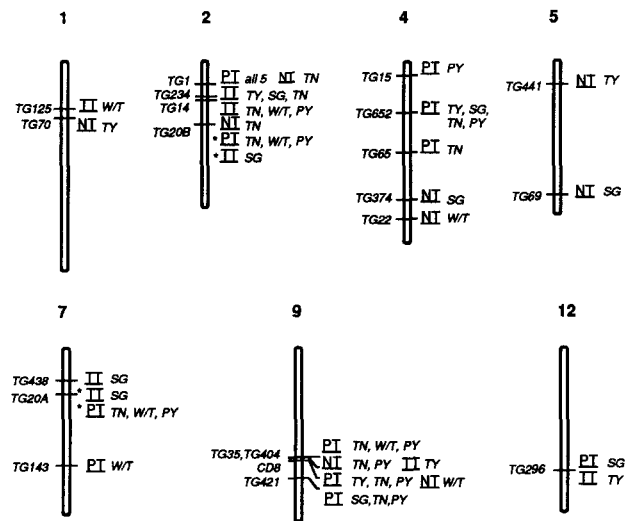 1 2 4 5
TG125 II W/T
TG70 NT TY
TG1 PT all 5 NT TN
TG234 II TY, SG, TN
TG14 II TN, W/T, PY
TG20B NT TN
* PT TN, W/T, PY
* II SG
TG15 PT PY
TG652 PT TY, SG,
TN, PY
TG65 PT TN
TG374 NT SG
TG22 NT W/T
TG441 NT TY
TG69 NT SG
7 9 12
TG438 II SG
TG20A * II SG
* PT TN, W/T, PY
TG143 PT W/T
PT TN, W/T, PY
TG35,TG404 NT TN, PY II TY
CD8 PT TY, TN, PY NT W/T
TG421 PT SG,TN,PY
TG296 PT SG
II TY